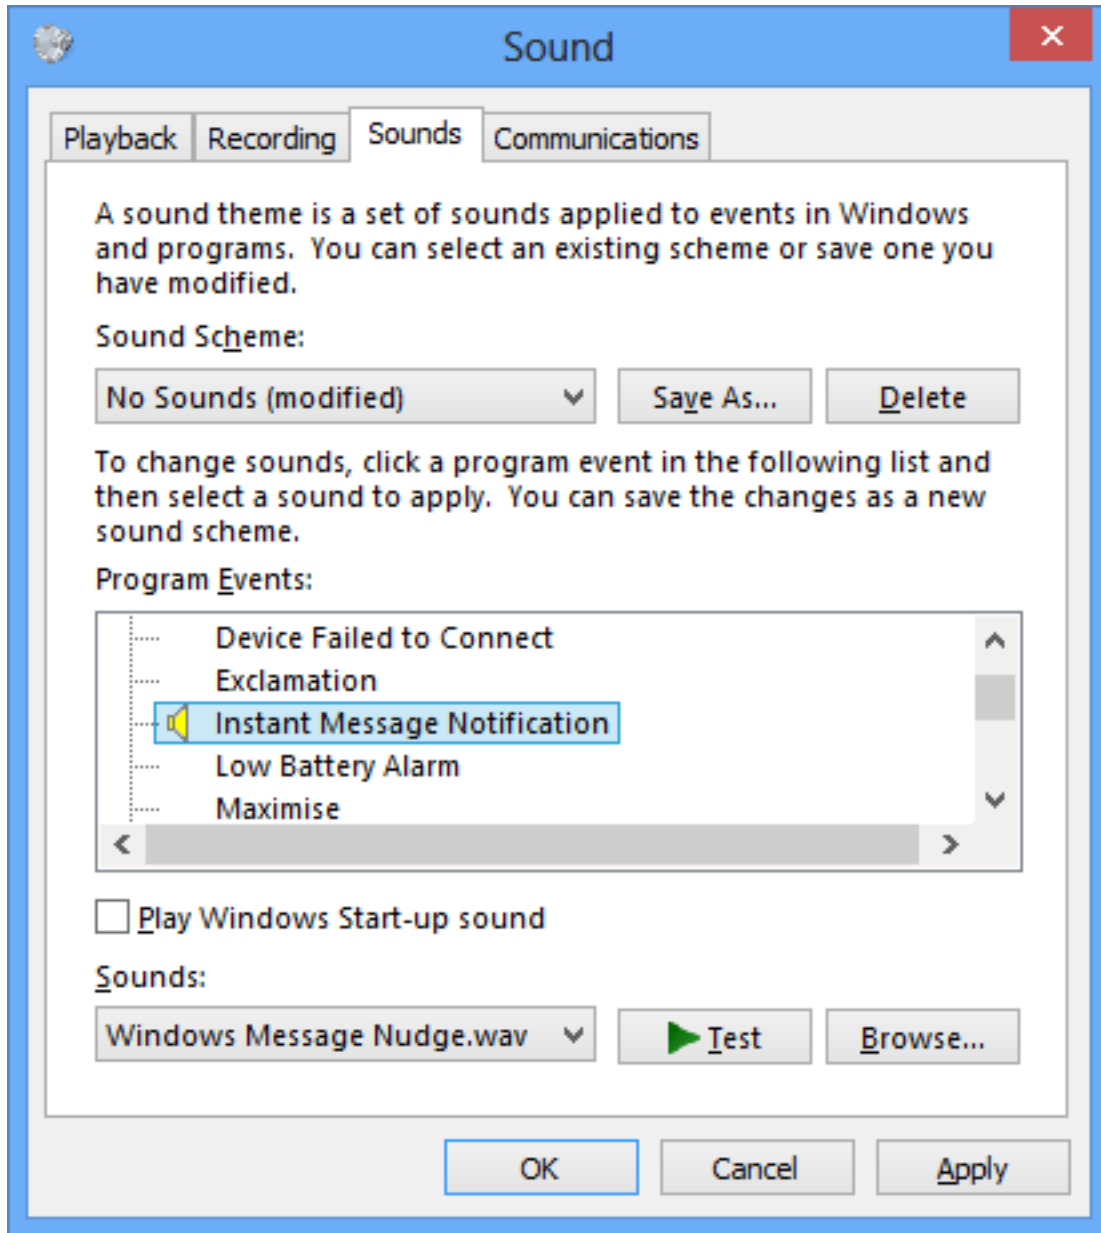 Sound
Playback Recording Sounds Communications
A sound theme is a set of sounds applied to events in Windows
and programs. You can select an existing scheme or save one you
have modified.
Sound Scheme:
No Sounds (modified) Save As... Delete
To change sounds, click a program event in the following list and
then select a sound to apply. You can save the changes as a new
sound scheme.
Program Events:
Device Failed to Connect
Exclamation
Instant Message Notification
Low Battery Alarm
Maximise
Play Windows Start-up sound
Sounds:
Windows Message Nudge.wav Test Browse...
OK Cancel Apply